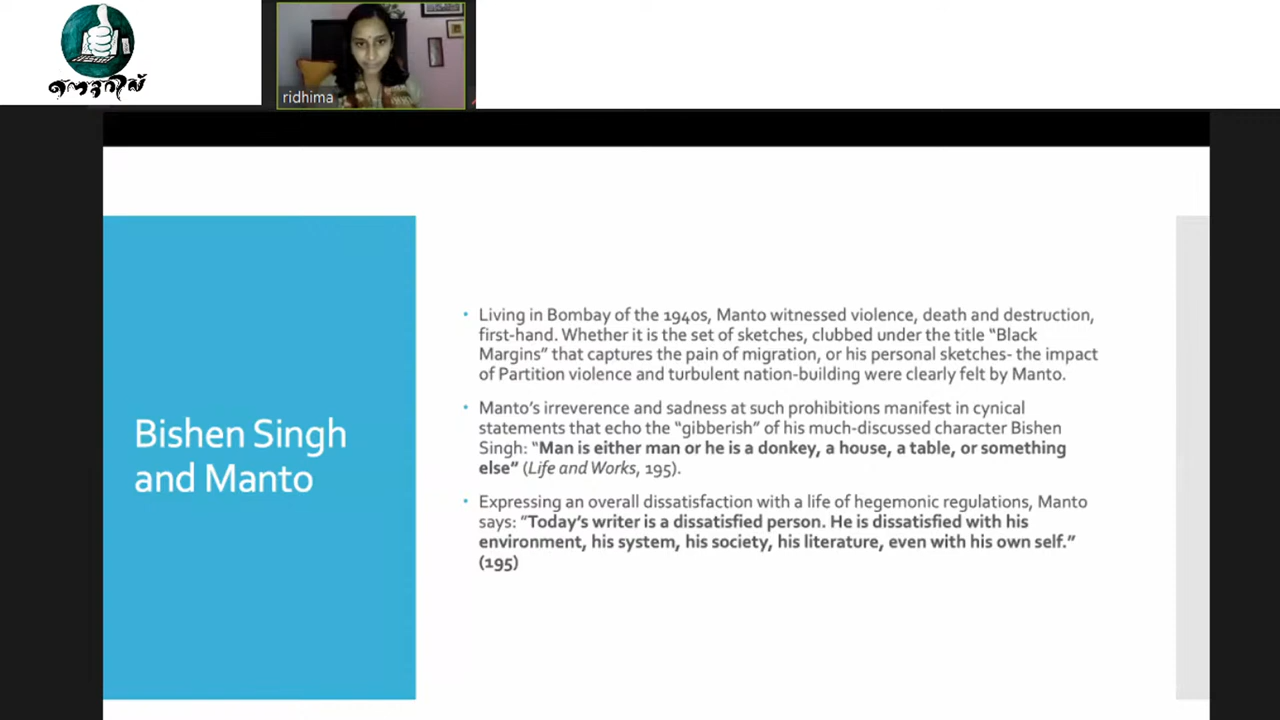 ridhima
Bishen Singh
and Manto
• Living in Bombay of the 1940s, Manto witnessed violence, death and destruction,
first-hand. Whether it is the set of sketches, clubbed under the title “Black
Margins” that captures the pain of migration, or his personal sketches- the impact
of Partition violence and turbulent nation-building were clearly felt by Manto.
• Manto’s irreverence and sadness at such prohibitions manifest in cynical
statements that echo the “gibberish” of his much-discussed character Bishen
Singh: “Man is either man or he is a donkey, a house, a table, or something
else” (Life and Works, 195).
• Expressing an overall dissatisfaction with a life of hegemonic regulations, Manto
says: “Today’s writer is a dissatisfied person. He is dissatisfied with his
environment, his system, his society, his literature, even with his own self.”
(195)